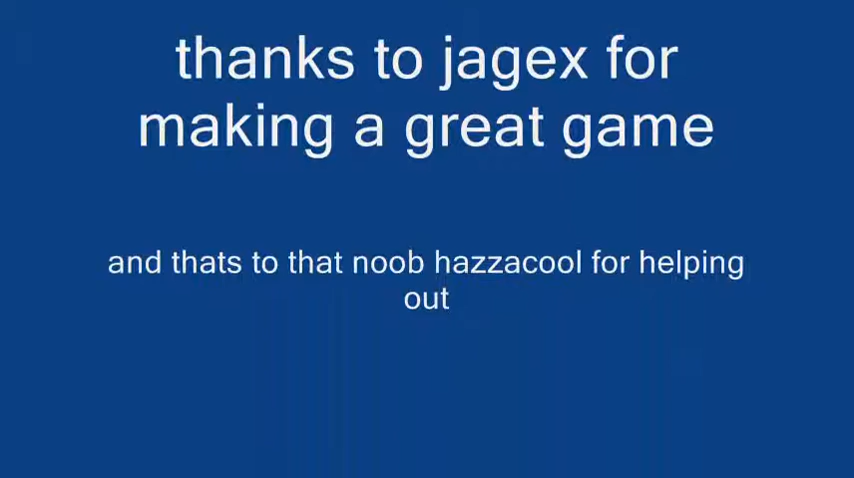 thanks to jagex for
making a great game
and thats to that noob hazzacool for helping
out